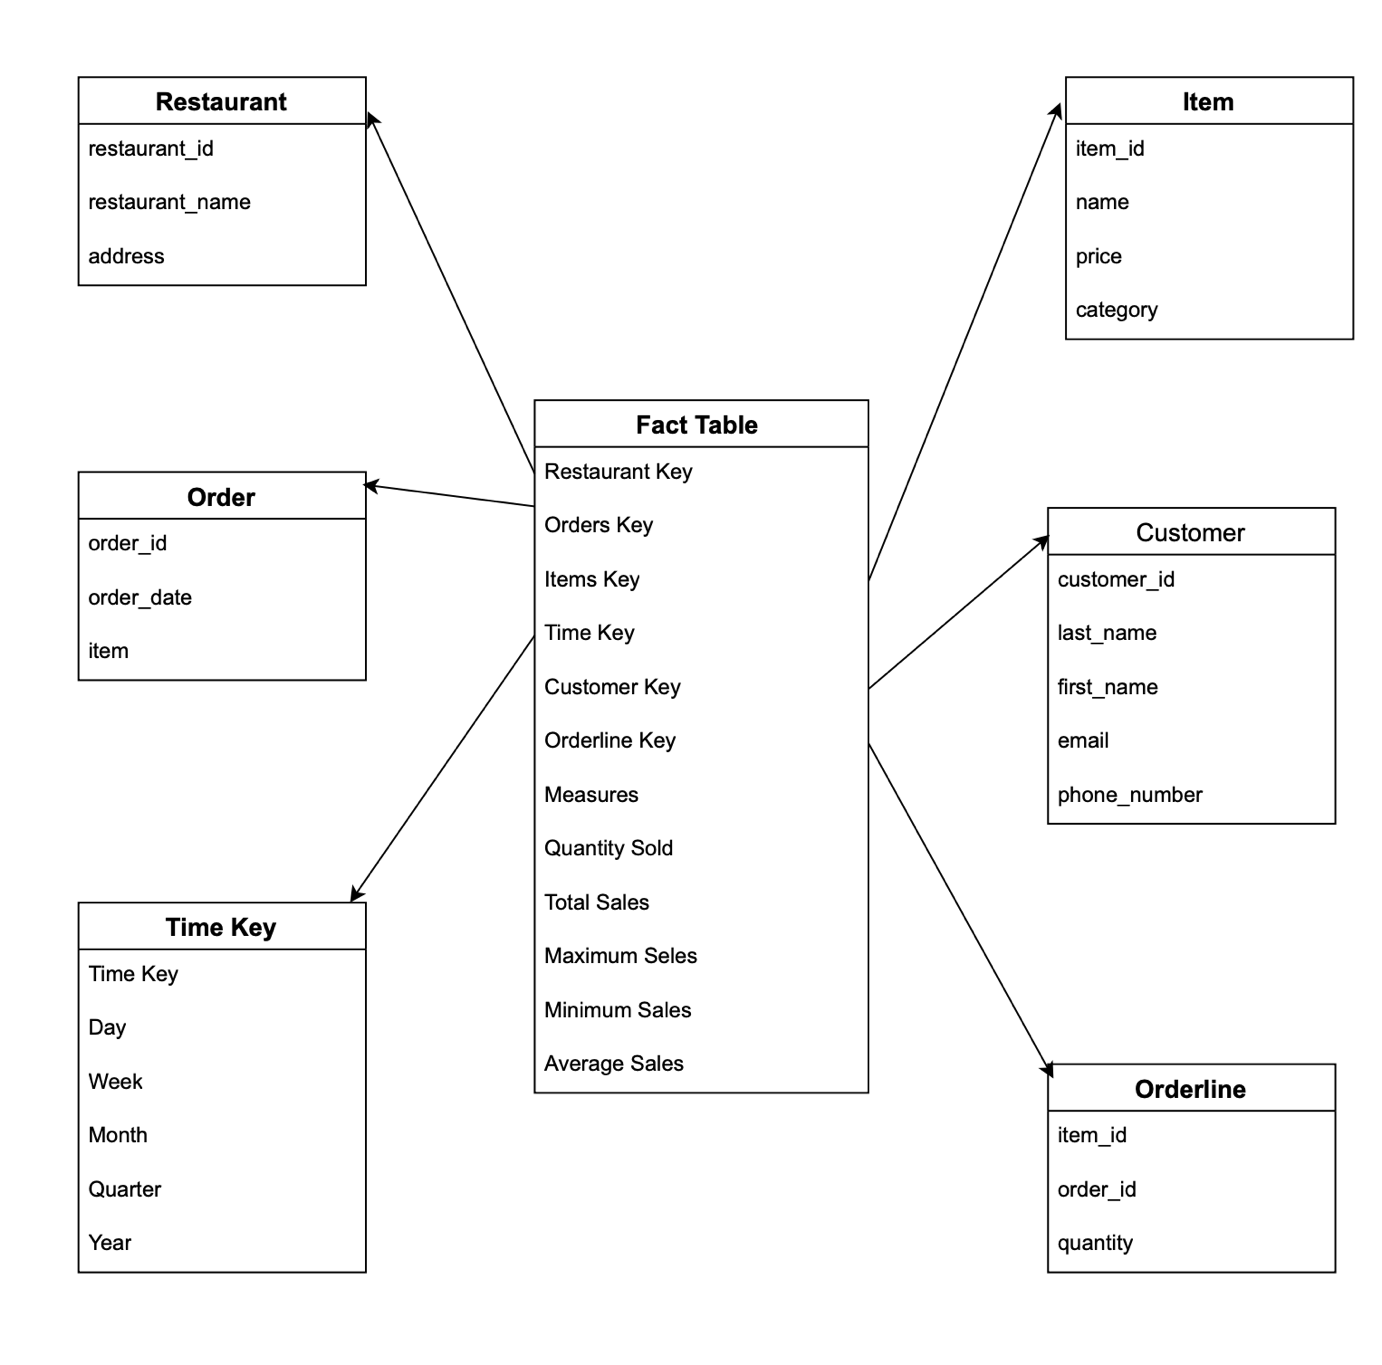 Restaurant
restaurant_id
restaurant_name
address
Item
item_id
name
price
category
Fact Table
Restaurant Key
Orders Key
Items Key
Time Key
Customer Key
Orderline Key
Measures
Quantity Sold
Total Sales
Maximum Seles
Minimum Sales
Average Sales
Order
order_id
order_date
item
Customer
customer_id
last_name
first_name
email
phone_number
Time Key
Time Key
Day
Week
Month
Quarter
Year
Orderline
item_id
order_id
quantity